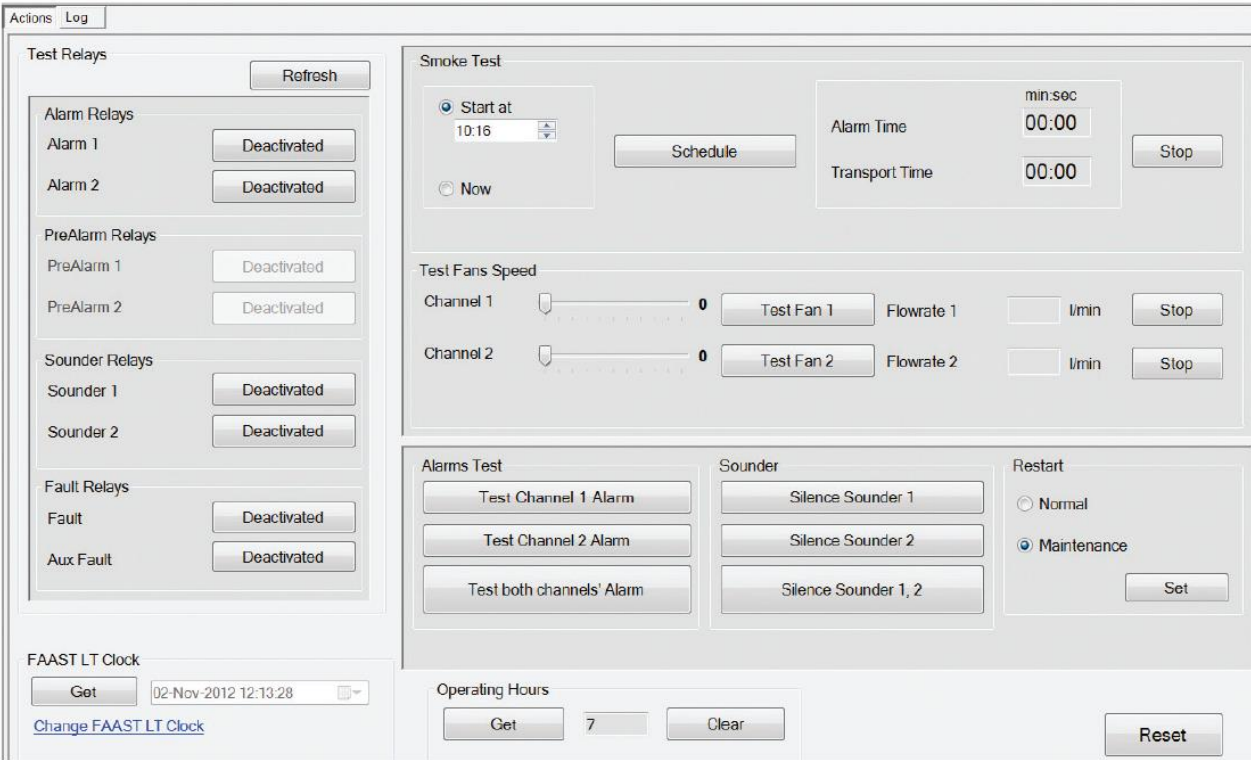 Actions Log
Test Relays
Refresh
Alarm Relays
Alarm 1 Deactivated
Alarm 2 Deactivated
PreAlarm Relays
PreAlarm 1 Deactivated
PreAlarm 2 Deactivated
Sounder Relays
Sounder 1 Deactivated
Sounder 2 Deactivated
Fault Relays
Fault Deactivated
Aux Fault Deactivated
FAAST LT Clock
Get 02-Nov-2012 12:13:28
Change FAAST LT Clock
Smoke Test
Start at
10:16
Now
Schedule
min:sec
Alarm Time 00:00
Transport Time 00:00
Stop
Test Fans Speed
Channel 1 0 Test Fan 1 Flowrate 1 l/min Stop
Channel 2 0 Test Fan 2 Flowrate 2 l/min Stop
Alarms Test
Test Channel 1 Alarm
Test Channel 2 Alarm
Test both channels' Alarm
Sounder
Silence Sounder 1
Silence Sounder 2
Silence Sounder 1, 2
Restart
Normal
Maintenance
Set
Operating Hours
Get 7 Clear
Reset